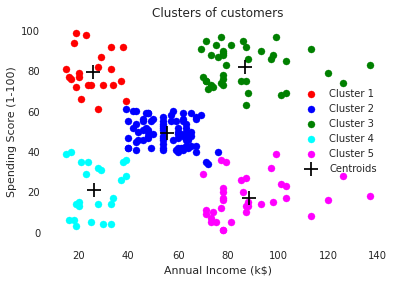 Clusters of customers
Spending Score (1-100)
100
80
60
40
20
0
Cluster 1
Cluster 2
Cluster 3
Cluster 4
Cluster 5
Centroids
20 40 60 80 100 120 140
Annual Income (k$)